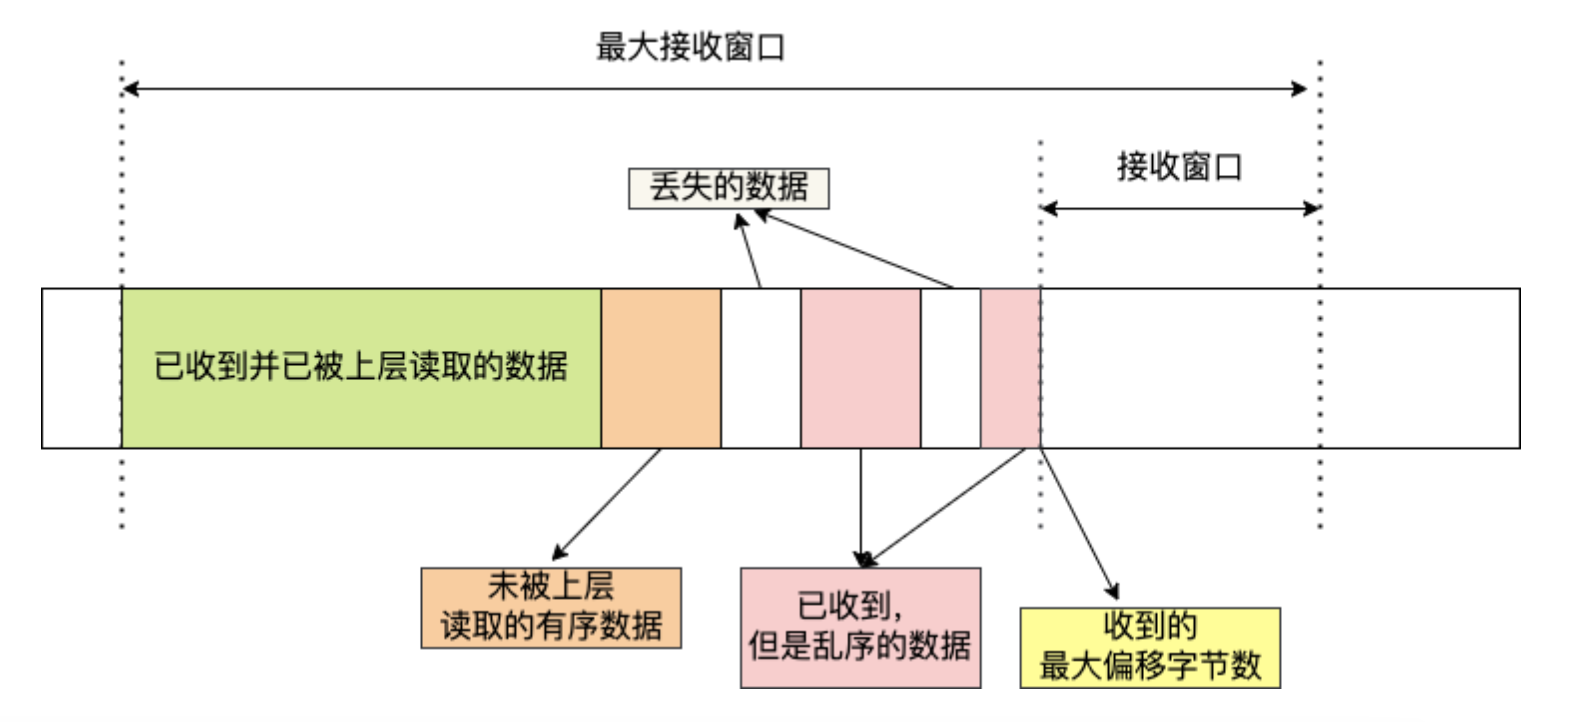 最大接收窗口
接收窗口
丢失的数据
已收到并已被上层读取的数据
未被上层
读取的有序数据
已收到，
但是乱序的数据
收到的
最大偏移字节数